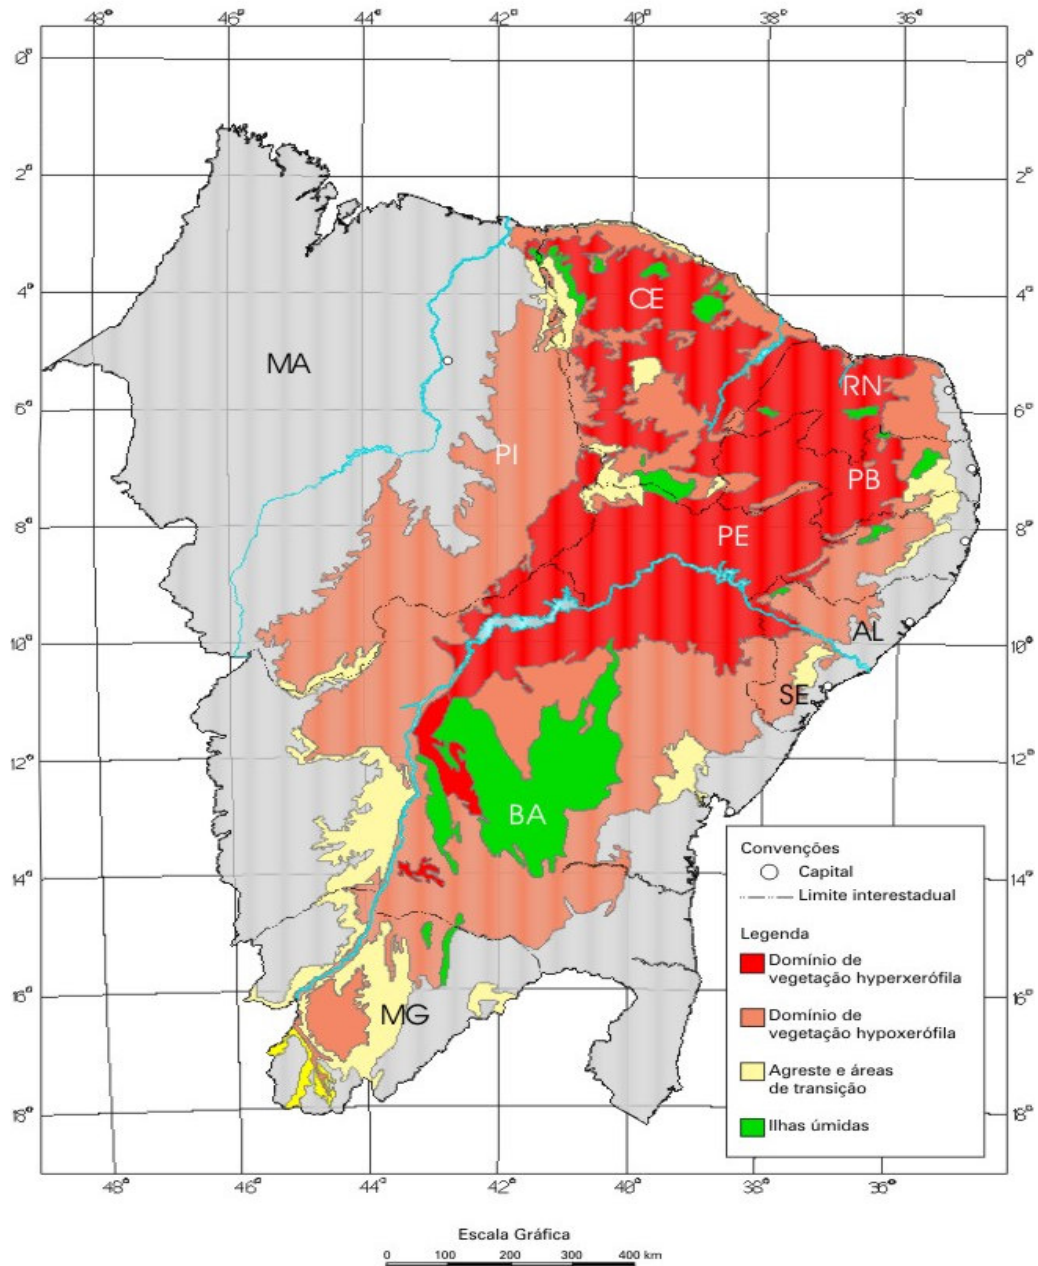 48° 46° 44° 42° 40° 38° 36°
0° 0°
2° 2°
4° 4°
CE
MA
RN
6° 6°
PI
PB
8° 8°
PE
10° 10°
AL
SE
12° 12°
BA
14° 14°
16° 16°
MG
18° 18°
48° 46° 44° 42° 40° 38° 36°
Convenções
Capital
Limite interestadual
Legenda
Domínio de
vegetação hyperxerófila
Domínio de
vegetação hypoxerófila
Agreste e áreas
de transição
Ilhas úmidas
Escala Gráfica
0 100 200 300 400 km